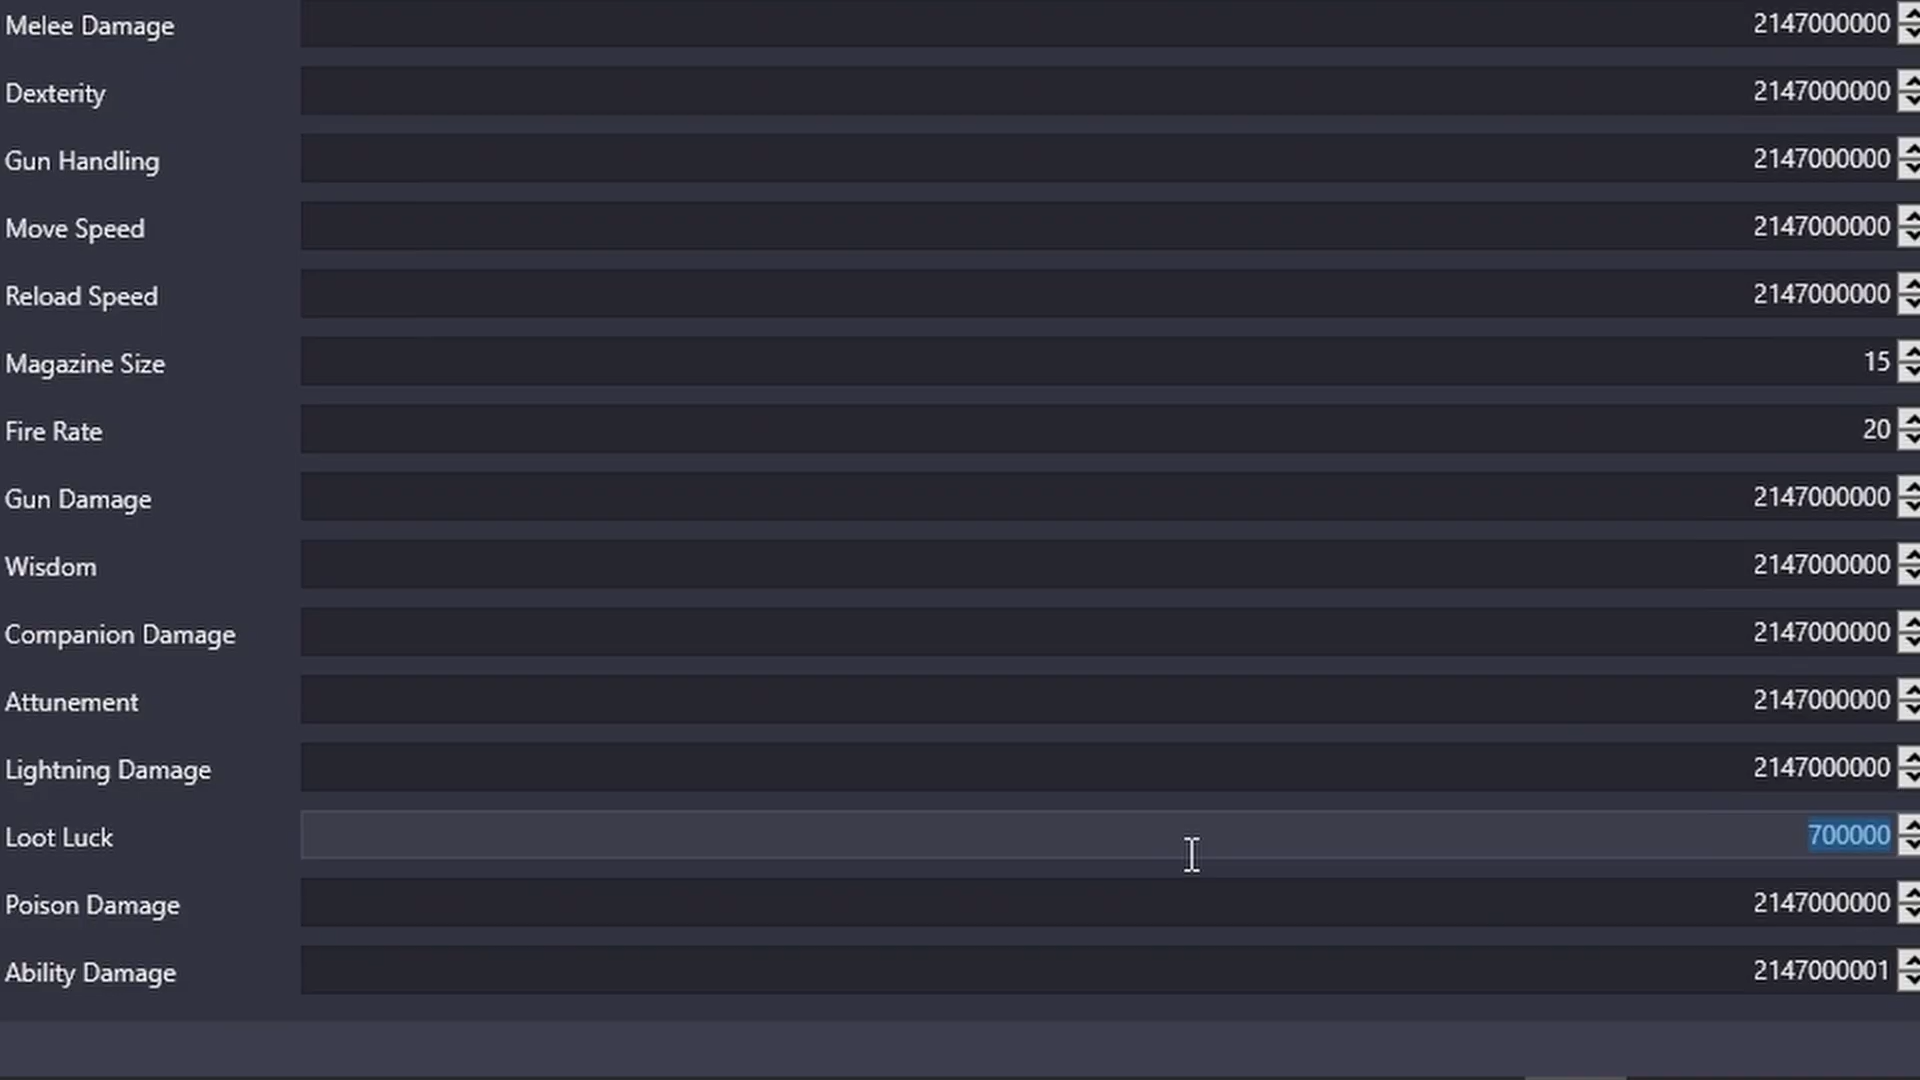 Melee Damage 2147000000
Dexterity 2147000000
Gun Handling 2147000000
Move Speed 2147000000
Reload Speed 2147000000
Magazine Size 15
Fire Rate 20
Gun Damage 2147000000
Wisdom 2147000000
Companion Damage 2147000000
Attunement 2147000000
Lightning Damage 2147000000
Loot Luck 700000
Poison Damage 2147000000
Ability Damage 2147000001